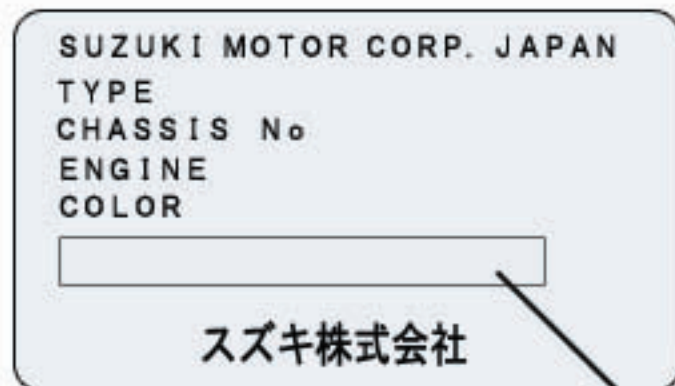 SUZUKI MOTOR CORP. JAPAN
TYPE
CHASSIS No
ENGINE
COLOR
スズキ株式会社